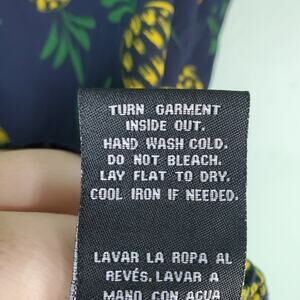 TURN GARMENT
INSIDE OUT.
HAND WASH COLD.
DO NOT BLEACH.
LAY FLAT TO DRY.
COOL IRON IF NEEDED.
LAVAR LA ROPA AL
REVÉS. LAVAR A
MANO CON AGUA